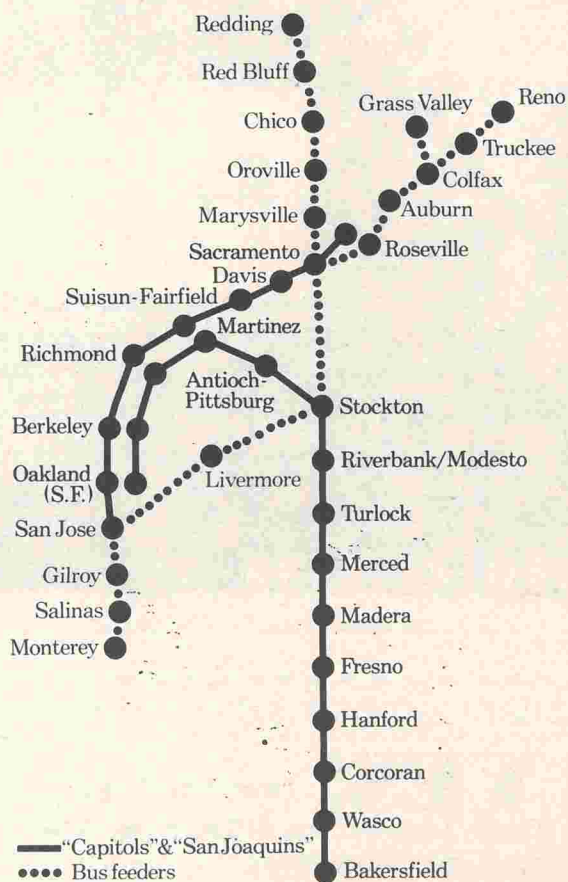 Redding
Red Bluff
Chico
Oroville
Marysville
Sacramento
Davis
Suisun-Fairfield
Martinez
Richmond
Antioch-
Pittsburg
Berkeley
Oakland
(S.F.)
San Jose
Gilroy
Salinas
Monterey
Grass Valley
Reno
Truckee
Colfax
Auburn
Roseville
Stockton
Livermore
Riverbank/Modesto
Turlock
Merced
Madera
Fresno
Hanford
Corcoran
Wasco
Bakersfield
"Capitols"&"San Joaquins"
Bus feeders